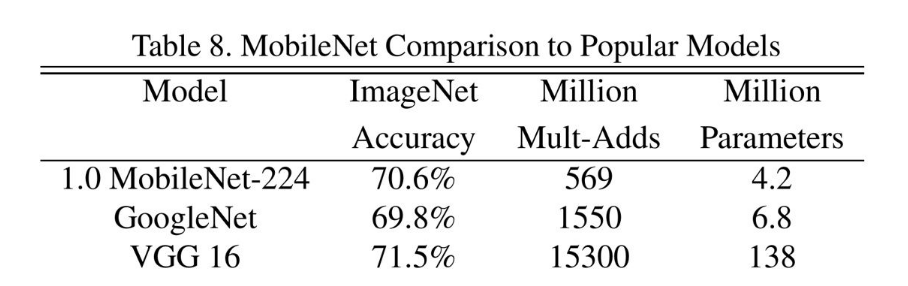 Table 8. MobileNet Comparison to Popular Models
Model ImageNet Million Million
Accuracy Mult-Adds Parameters
1.0 MobileNet-224 70.6% 569 4.2
GoogleNet 69.8% 1550 6.8
VGG 16 71.5% 15300 138